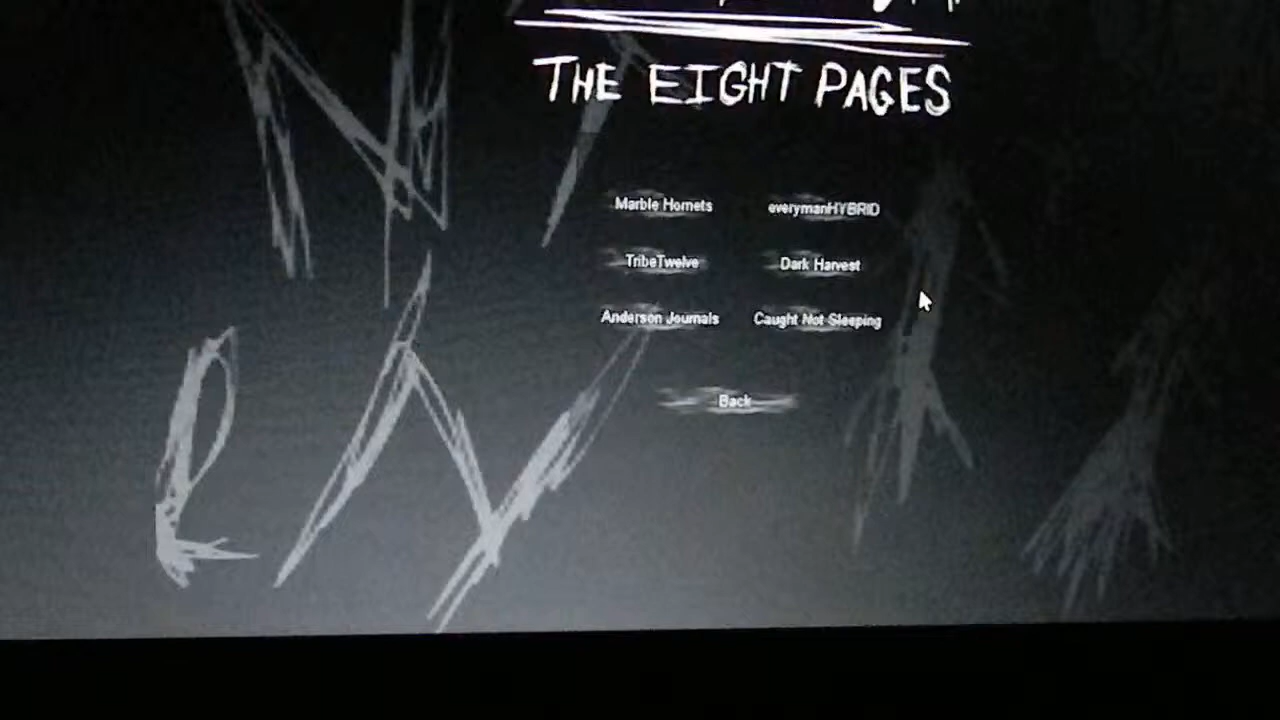 THE EIGHT PAGES
Marble Hornets
everymanHYBRID
TribeTwelve
Dark Harvest
Anderson Journals
Caught Not Sleeping
Back